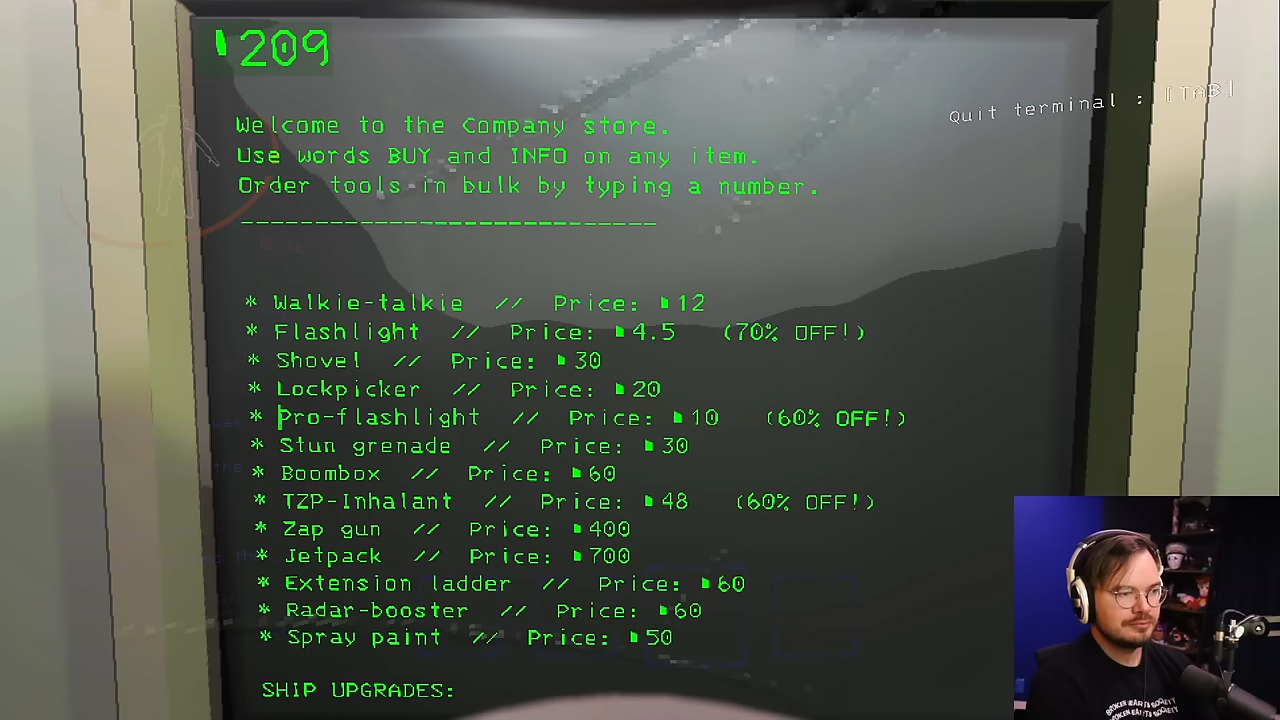 ▮209
Quit terminal : [TAB]
Welcome to the Company store.
Use words BUY and INFO on any item.
Order tools in bulk by typing a number.
----------------------------
* Walkie-talkie // Price: ▮12
* Flashlight // Price: ▮4.5 (70% OFF!)
* Shovel // Price: ▮30
* Lockpicker // Price: ▮20
* Pro-flashlight // Price: ▮10 (60% OFF!)
* Stun grenade // Price: ▮30
* Boombox // Price: ▮60
* TZP-Inhalant // Price: ▮48 (60% OFF!)
* Zap gun // Price: ▮400
* Jetpack // Price: ▮700
* Extension ladder // Price: ▮60
* Radar-booster // Price: ▮60
* Spray paint // Price: ▮50
SHIP UPGRADES: